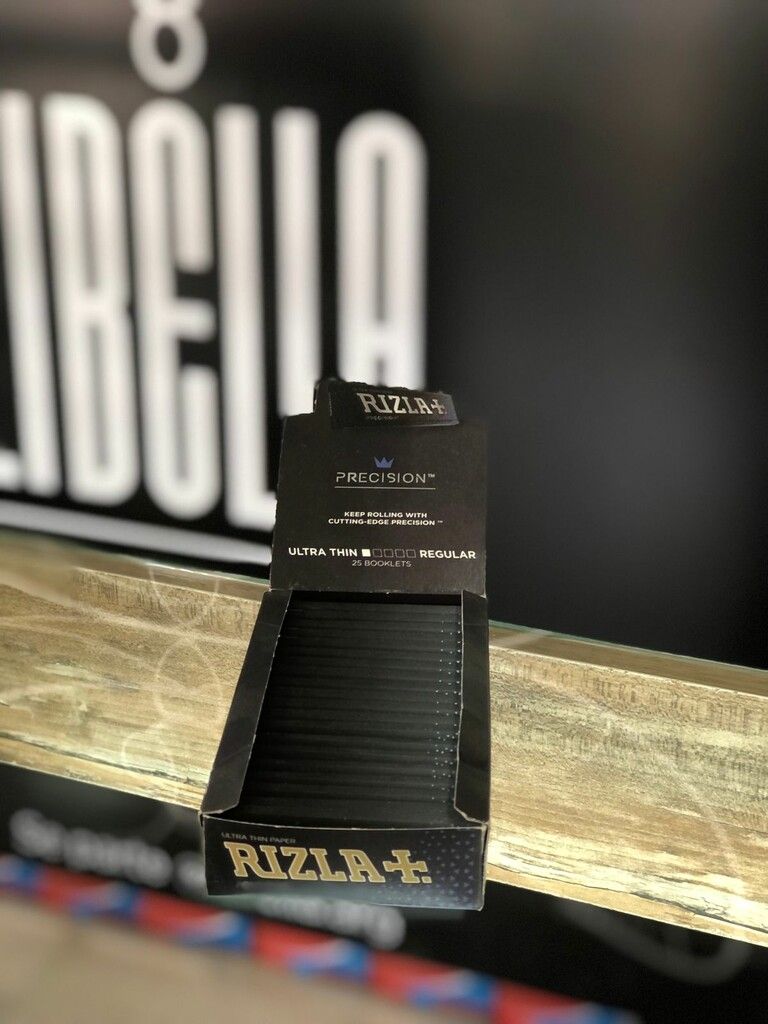 LIBELLA
RIZLA+.
PRECISION™
KEEP ROLLING WITH
CUTTING-EDGE PRECISION™
ULTRA THIN REGULAR
25 BOOKLETS
ULTRA THIN PAPER
RIZLA+.